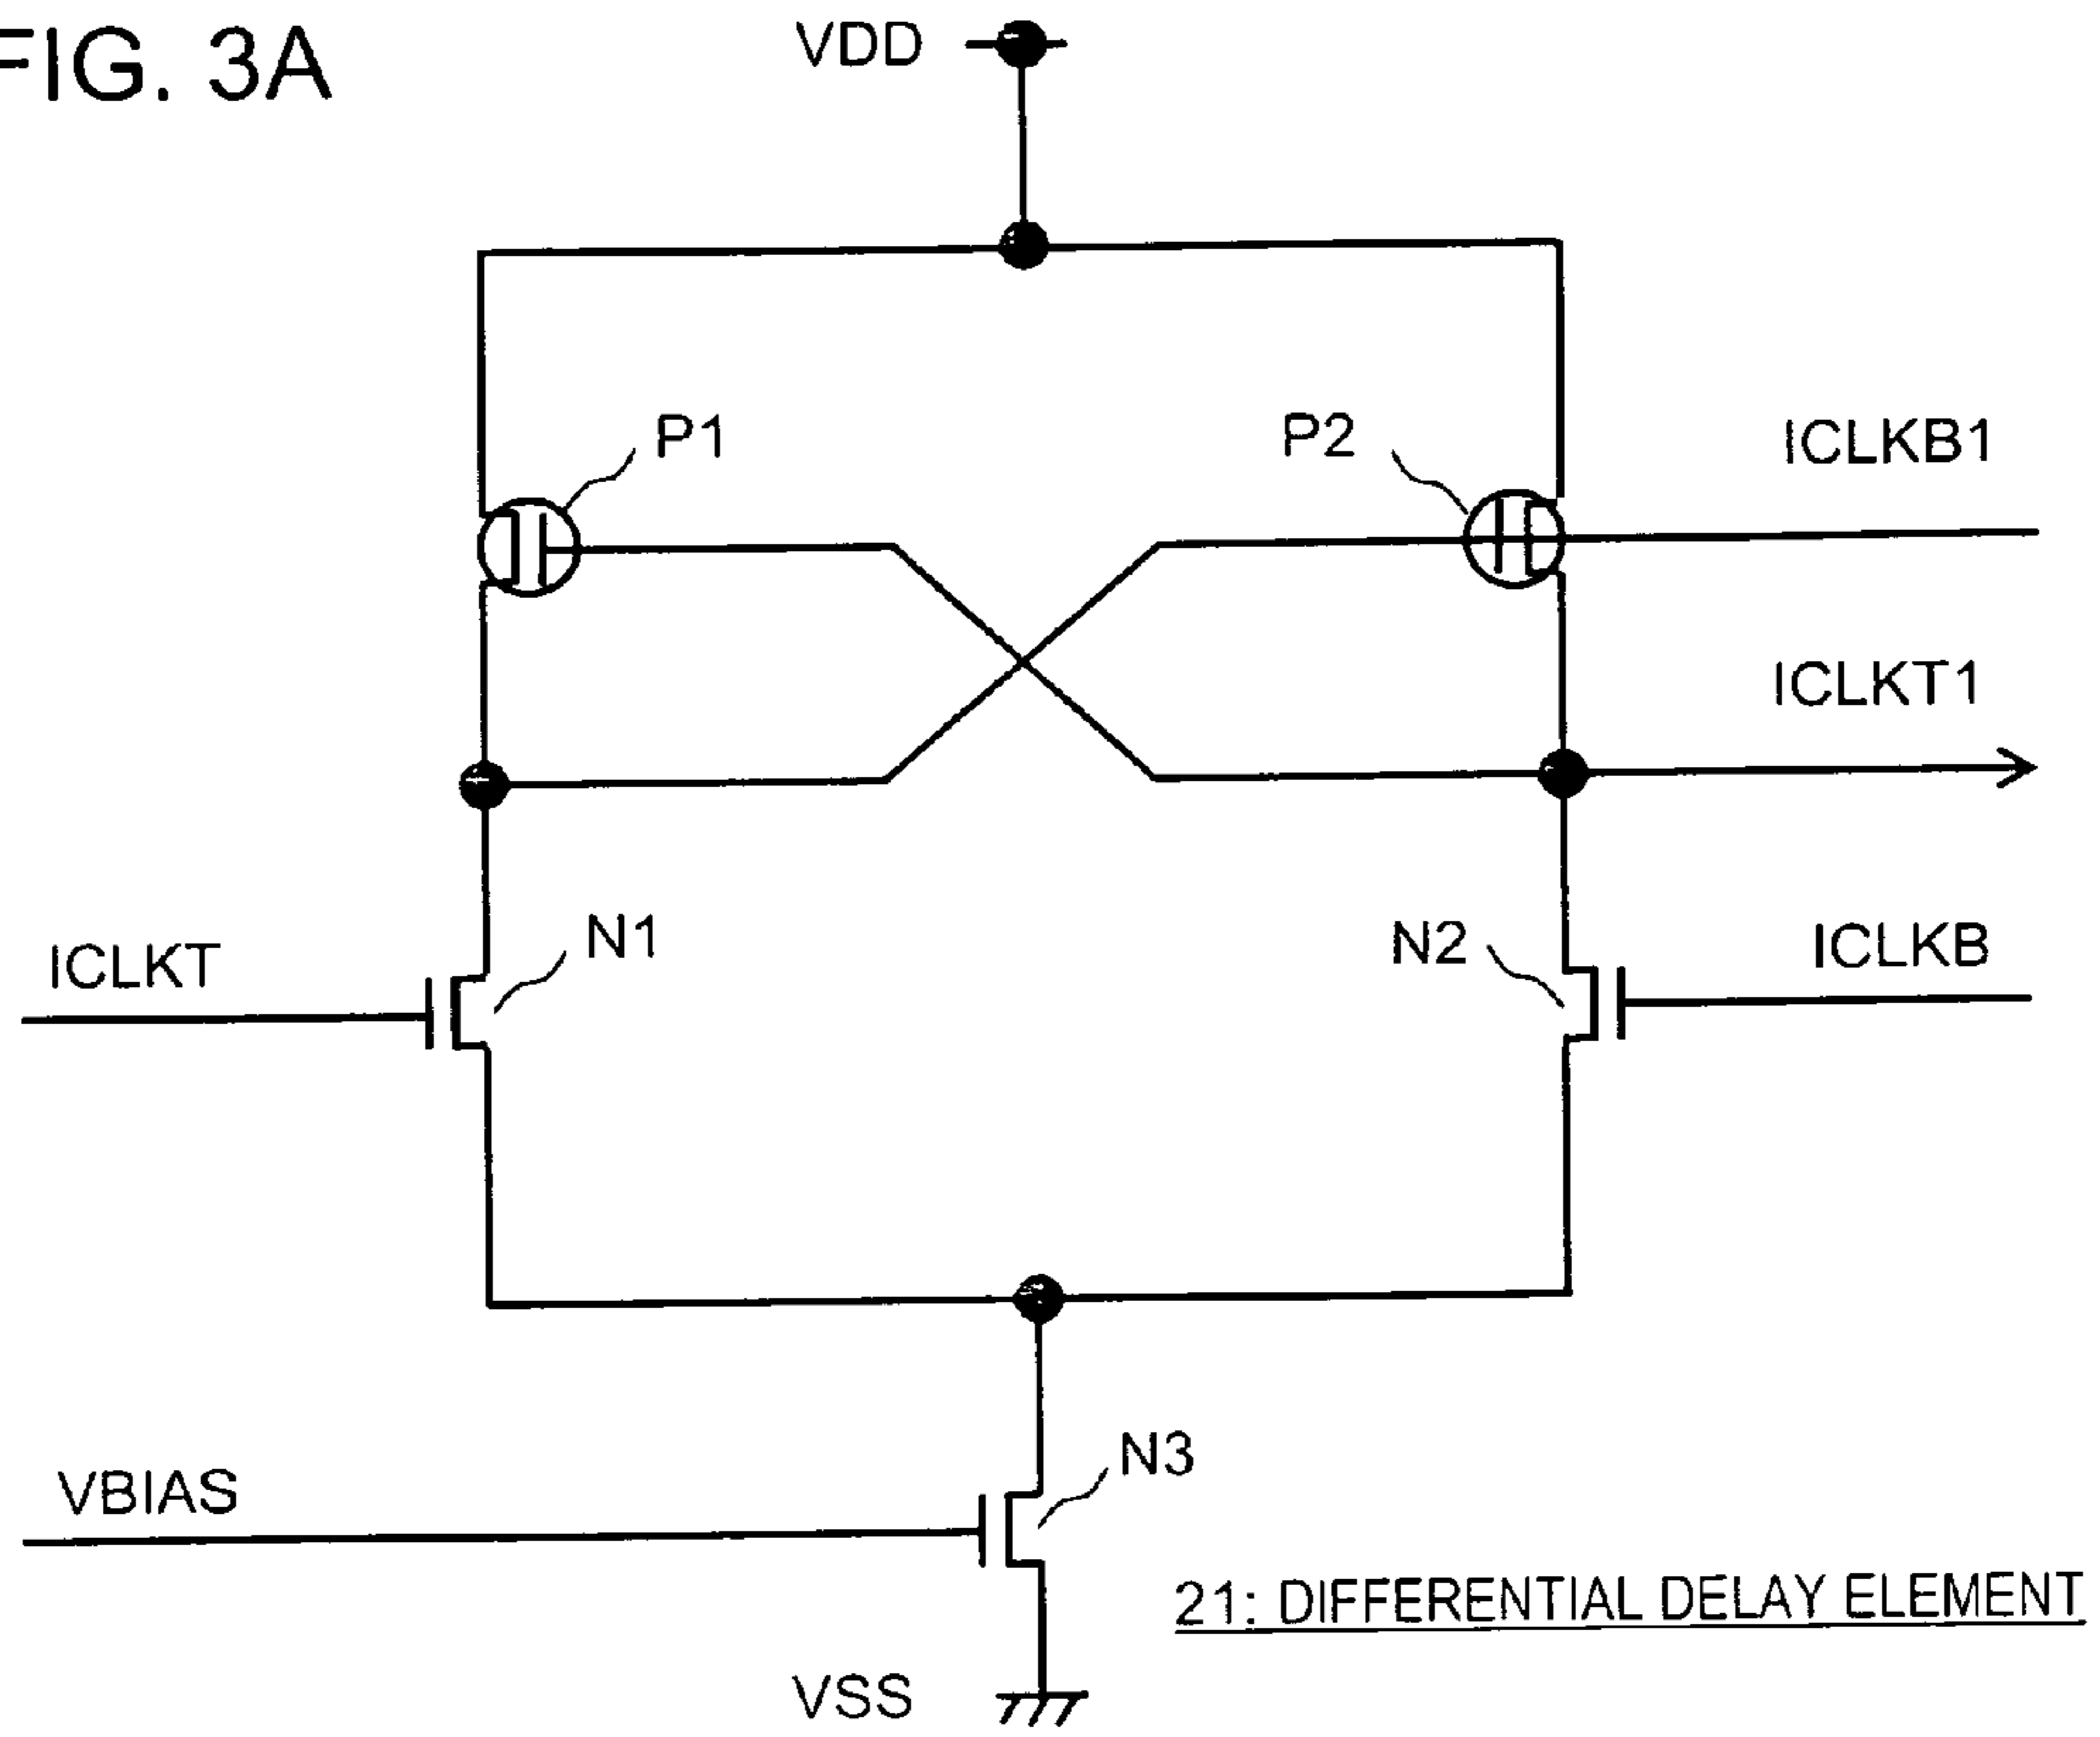 FIG. 3A
VDD
P1
P2
ICLKB1
ICLKT1
ICLKT
N1
N2
ICLKB
N3
VBIAS
21: DIFFERENTIAL DELAY ELEMENT
VSS